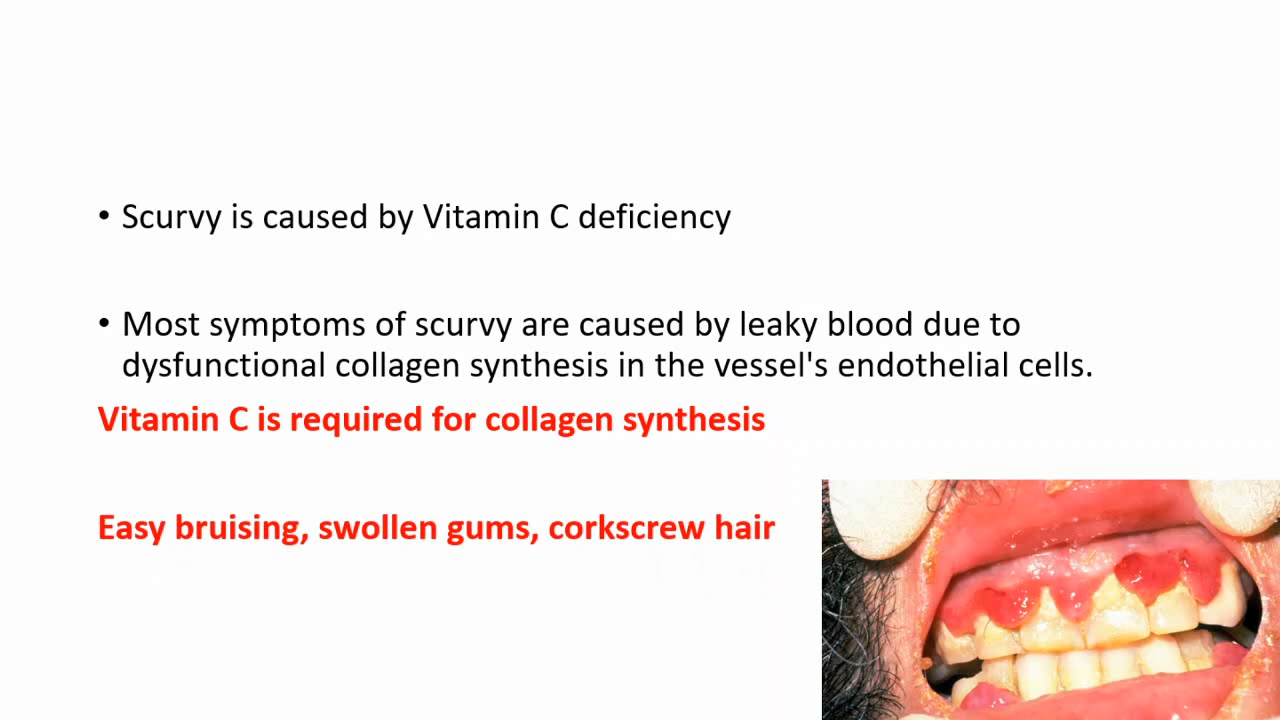 • Scurvy is caused by Vitamin C deficiency
• Most symptoms of scurvy are caused by leaky blood due to
dysfunctional collagen synthesis in the vessel's endothelial cells.
Vitamin C is required for collagen synthesis
Easy bruising, swollen gums, corkscrew hair